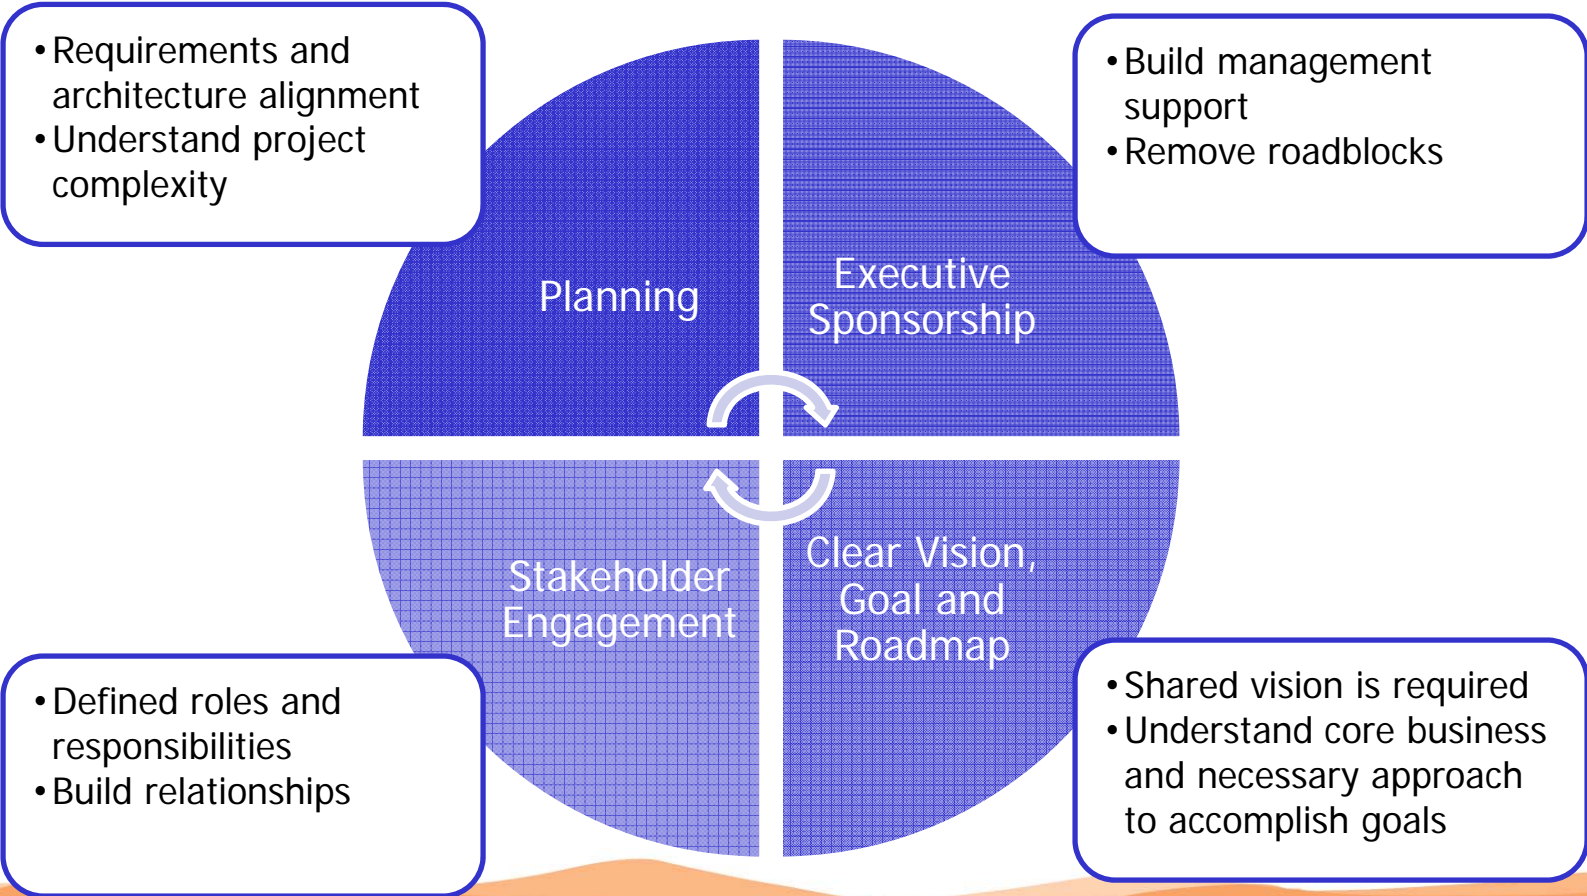 • Requirements and
architecture alignment
• Understand project
complexity
• Build management
support
• Remove roadblocks
Planning
Executive
Sponsorship
Stakeholder
Engagement
Clear Vision,
Goal and
Roadmap
• Defined roles and
responsibilities
• Build relationships
• Shared vision is required
• Understand core business
and necessary approach
to accomplish goals